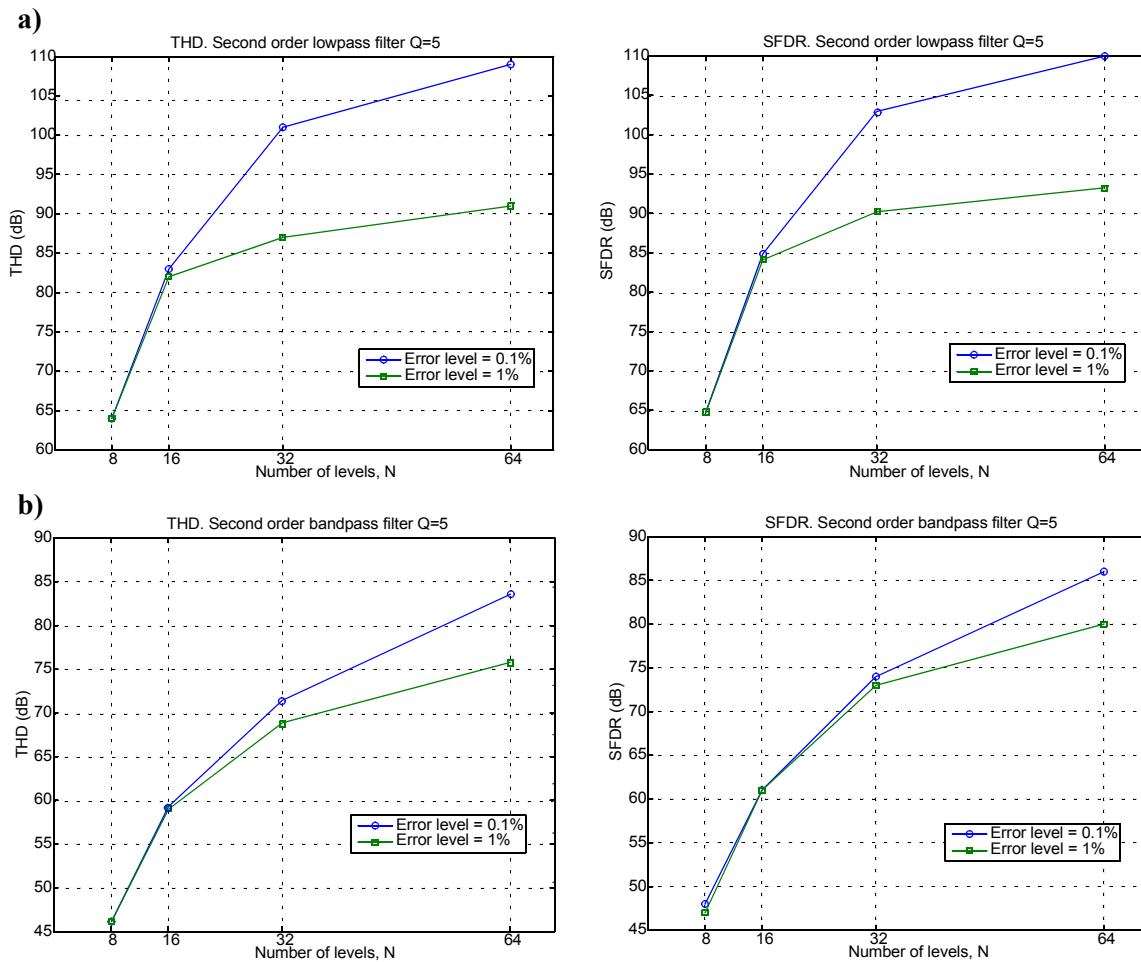 a)
THD. Second order lowpass filter Q=5
110
105
100
95
90
85
80
75
70
65
60
THD (dB)
Error level = 0.1%
Error level = 1%
8 16 32 64
Number of levels, N
SFDR. Second order lowpass filter Q=5
110
105
100
95
90
85
80
75
70
65
60
SFDR (dB)
Error level = 0.1%
Error level = 1%
8 16 32 64
Number of levels, N
b)
THD. Second order bandpass filter Q=5
90
85
80
75
70
65
60
55
50
45
THD (dB)
Error level = 0.1%
Error level = 1%
8 16 32 64
Number of levels, N
SFDR. Second order bandpass filter Q=5
90
85
80
75
70
65
60
55
50
45
SFDR (dB)
Error level = 0.1%
Error level = 1%
8 16 32 64
Number of levels, N